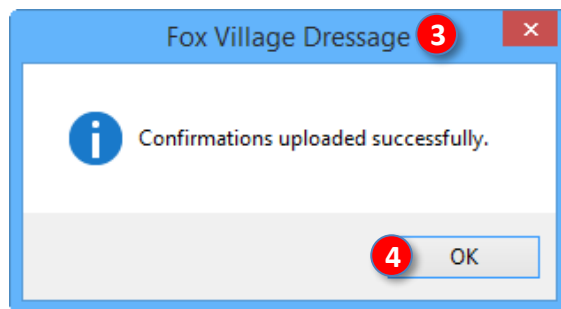 Fox Village Dressage 3
Confirmations uploaded successfully.
4 OK